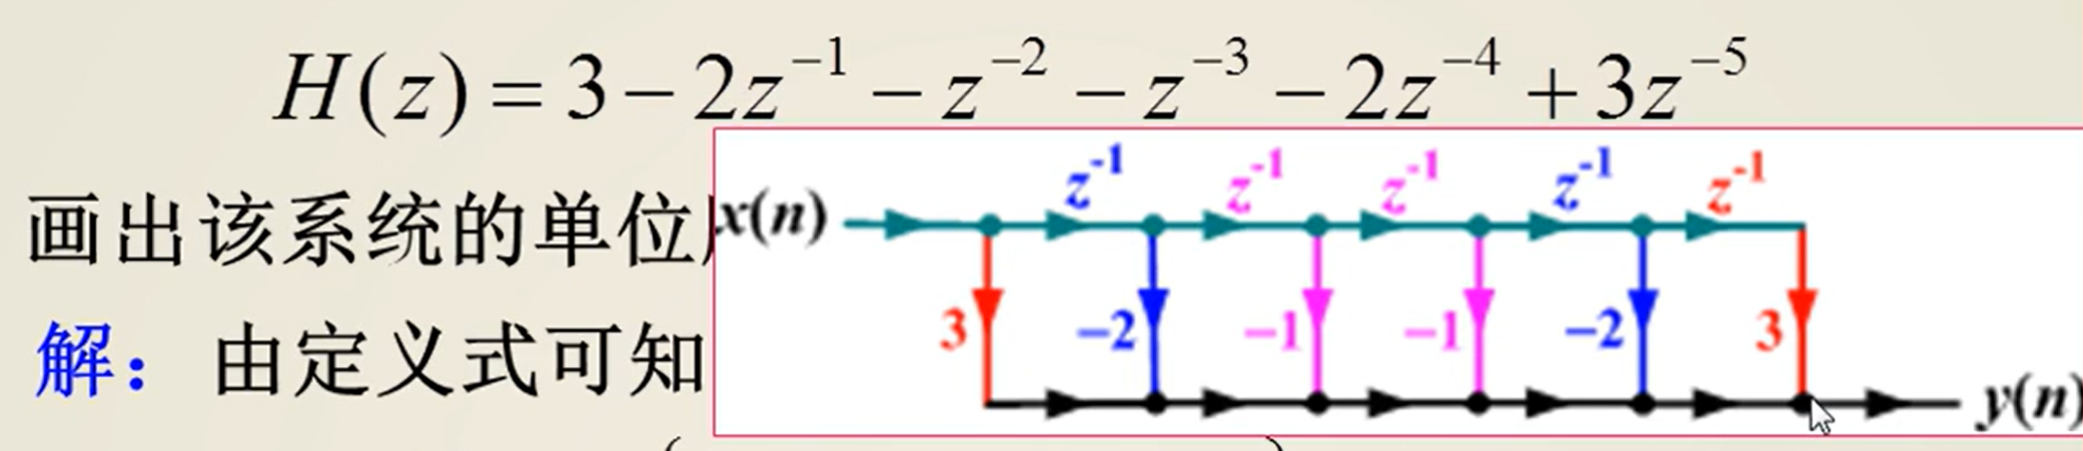 H(z) = 3 − 2z⁻¹ − z⁻² − z⁻³ − 2z⁻⁴ + 3z⁻⁵
画出该系统的单位
z⁻¹ z⁻¹ z⁻¹ z⁻¹ z⁻¹
x(n)
3 −2 −1 −1 −2 3
解：由定义式可知
y(n)